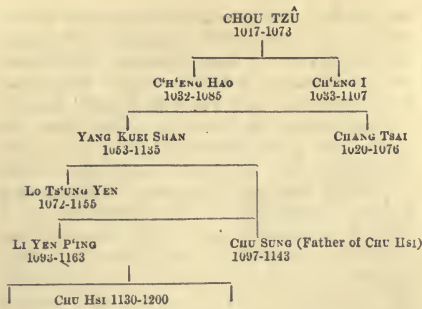 CHOU TZŬ
1017-1073
C'H'ENG HAO
1032-1085
CH'ENG I
1033-1107
YANG KUEI SHAN
1053-1135
CHANG TSAI
1020-1076
LO TS'UNG YEN
1072-1155
LI YEN P'ING
1093-1163
CHU SUNG (Father of CHU HSI)
1097-1143
CHU HSI 1130-1200